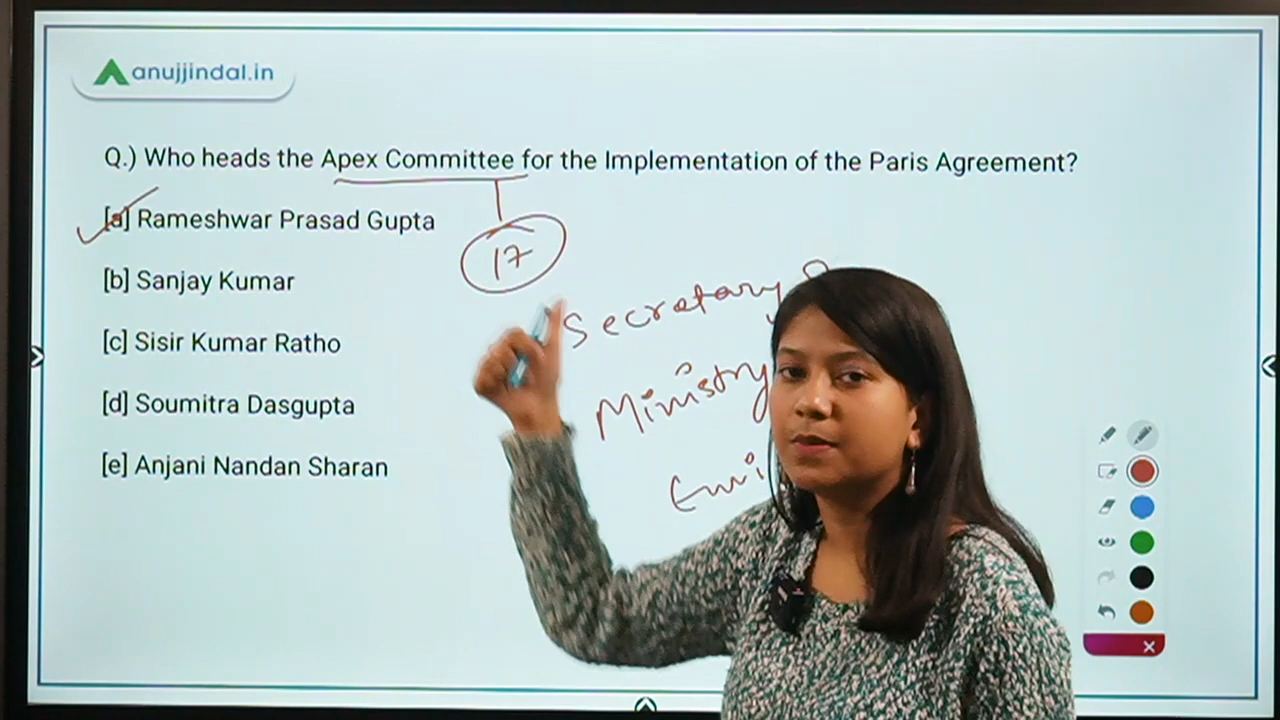 anujjindal.in
Q.) Who heads the Apex Committee for the Implementation of the Paris Agreement?
[a] Rameshwar Prasad Gupta
17
[b] Sanjay Kumar
Secretary
[c] Sisir Kumar Ratho
Ministry
[d] Soumitra Dasgupta
[e] Anjani Nandan Sharan